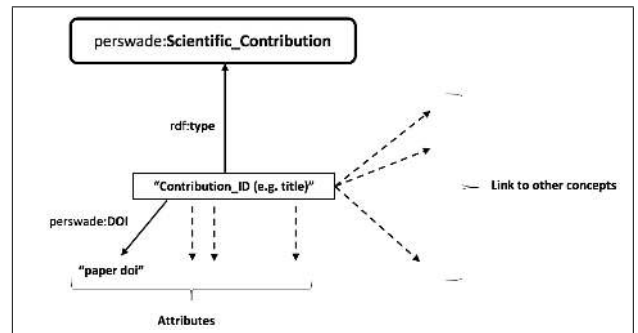 perswade:Scientific_Contribution
rdf:type
"Contribution_ID (e.g. title)"
Link to other concepts
perswade:DOI
"paper doi"
Attributes